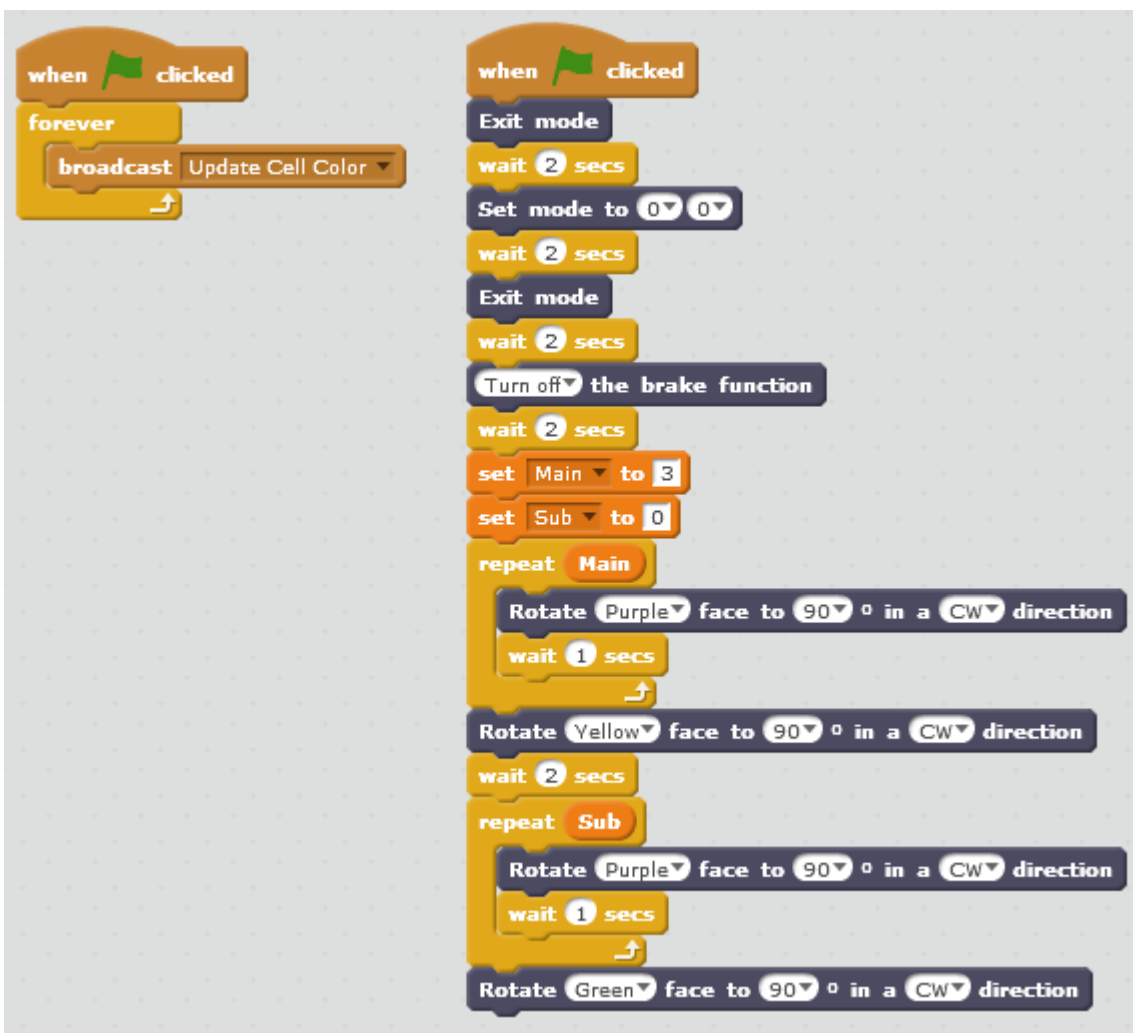 when clicked
forever
broadcast Update Cell Color
when clicked
Exit mode
wait 2 secs
Set mode to 0 0
wait 2 secs
Exit mode
wait 2 secs
Turn off the brake function
wait 2 secs
set Main to 3
set Sub to 0
repeat Main
Rotate Purple face to 90 º in a CW direction
wait 1 secs
Rotate Yellow face to 90 º in a CW direction
wait 2 secs
repeat Sub
Rotate Purple face to 90 º in a CW direction
wait 1 secs
Rotate Green face to 90 º in a CW direction